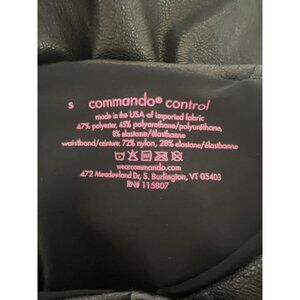 S commando® control
made in the USA of imported fabric
47% polyester, 45% polyurethane/polyuréthane,
8% elastane/élasthanne
waistband/ceinture: 72% nylon, 28% elastane/élasthanne
wearcommando.com
472 Meadowland Dr, S. Burlington, VT 05403
RN# 115807